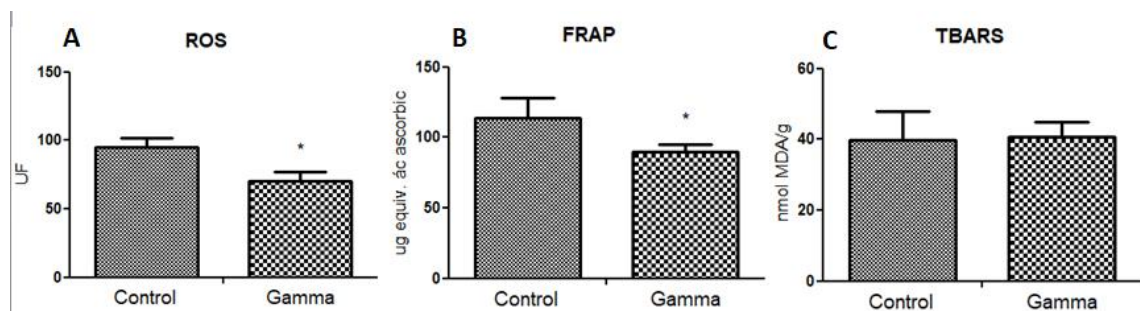 A
ROS
150
100
50
0
UF
Control Gamma
B
FRAP
150
100
50
0
ug equiv. ác ascorbic
*
Control Gamma
C
TBARS
60
40
20
0
nmol MDA/g
Control Gamma